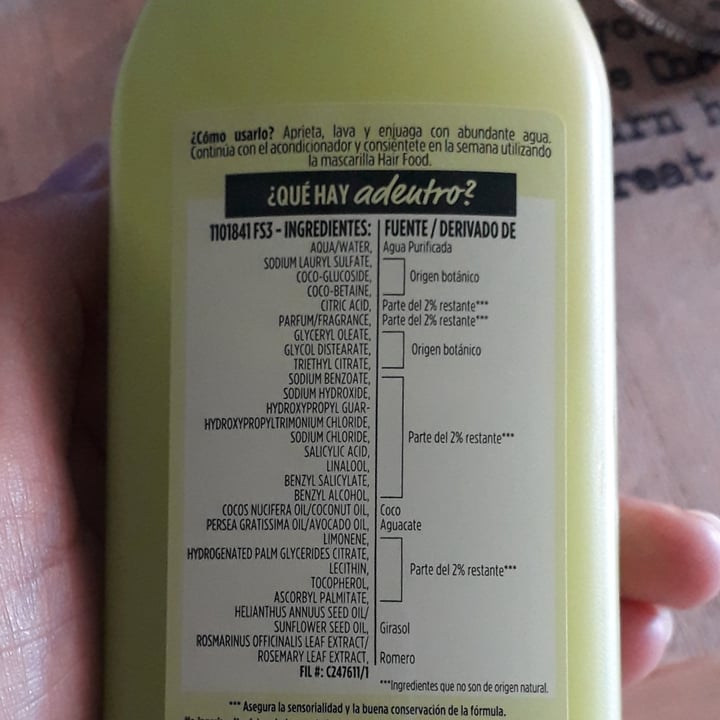 ¿Cómo usarlo? Aprieta, lava y enjuaga con abundante agua.
Continúa con el acondicionador y consiéntete en la semana utilizando
la mascarilla Hair Food.
¿QUÉ HAY adentro?
1101841 FS3 - INGREDIENTES: FUENTE / DERIVADO DE
AQUA/WATER, Agua Purificada
SODIUM LAURYL SULFATE,
COCO-GLUCOSIDE, Origen botánico
COCO-BETAINE,
CITRIC ACID, Parte del 2% restante***
PARFUM/FRAGRANCE, Parte del 2% restante***
GLYCERYL OLEATE,
GLYCOL DISTEARATE, Origen botánico
TRIETHYL CITRATE,
SODIUM BENZOATE,
SODIUM HYDROXIDE,
HYDROXYPROPYL GUAR-
HYDROXYPROPYLTRIMONIUM CHLORIDE,
SODIUM CHLORIDE, Parte del 2% restante***
SALICYLIC ACID,
LINALOOL,
BENZYL SALICYLATE,
BENZYL ALCOHOL,
COCOS NUCIFERA OIL/COCONUT OIL, Coco
PERSEA GRATISSIMA OIL/AVOCADO OIL, Aguacate
LIMONENE,
HYDROGENATED PALM GLYCERIDES CITRATE,
LECITHIN, Parte del 2% restante***
TOCOPHEROL,
ASCORBYL PALMITATE,
HELIANTHUS ANNUUS SEED OIL/
SUNFLOWER SEED OIL, Girasol
ROSMARINUS OFFICINALIS LEAF EXTRACT/
ROSEMARY LEAF EXTRACT, Romero
FIL #: C247611/1
***Ingredientes que no son de origen natural.
*** Asegura la sensorialidad y la buena conservación de la fórmula.